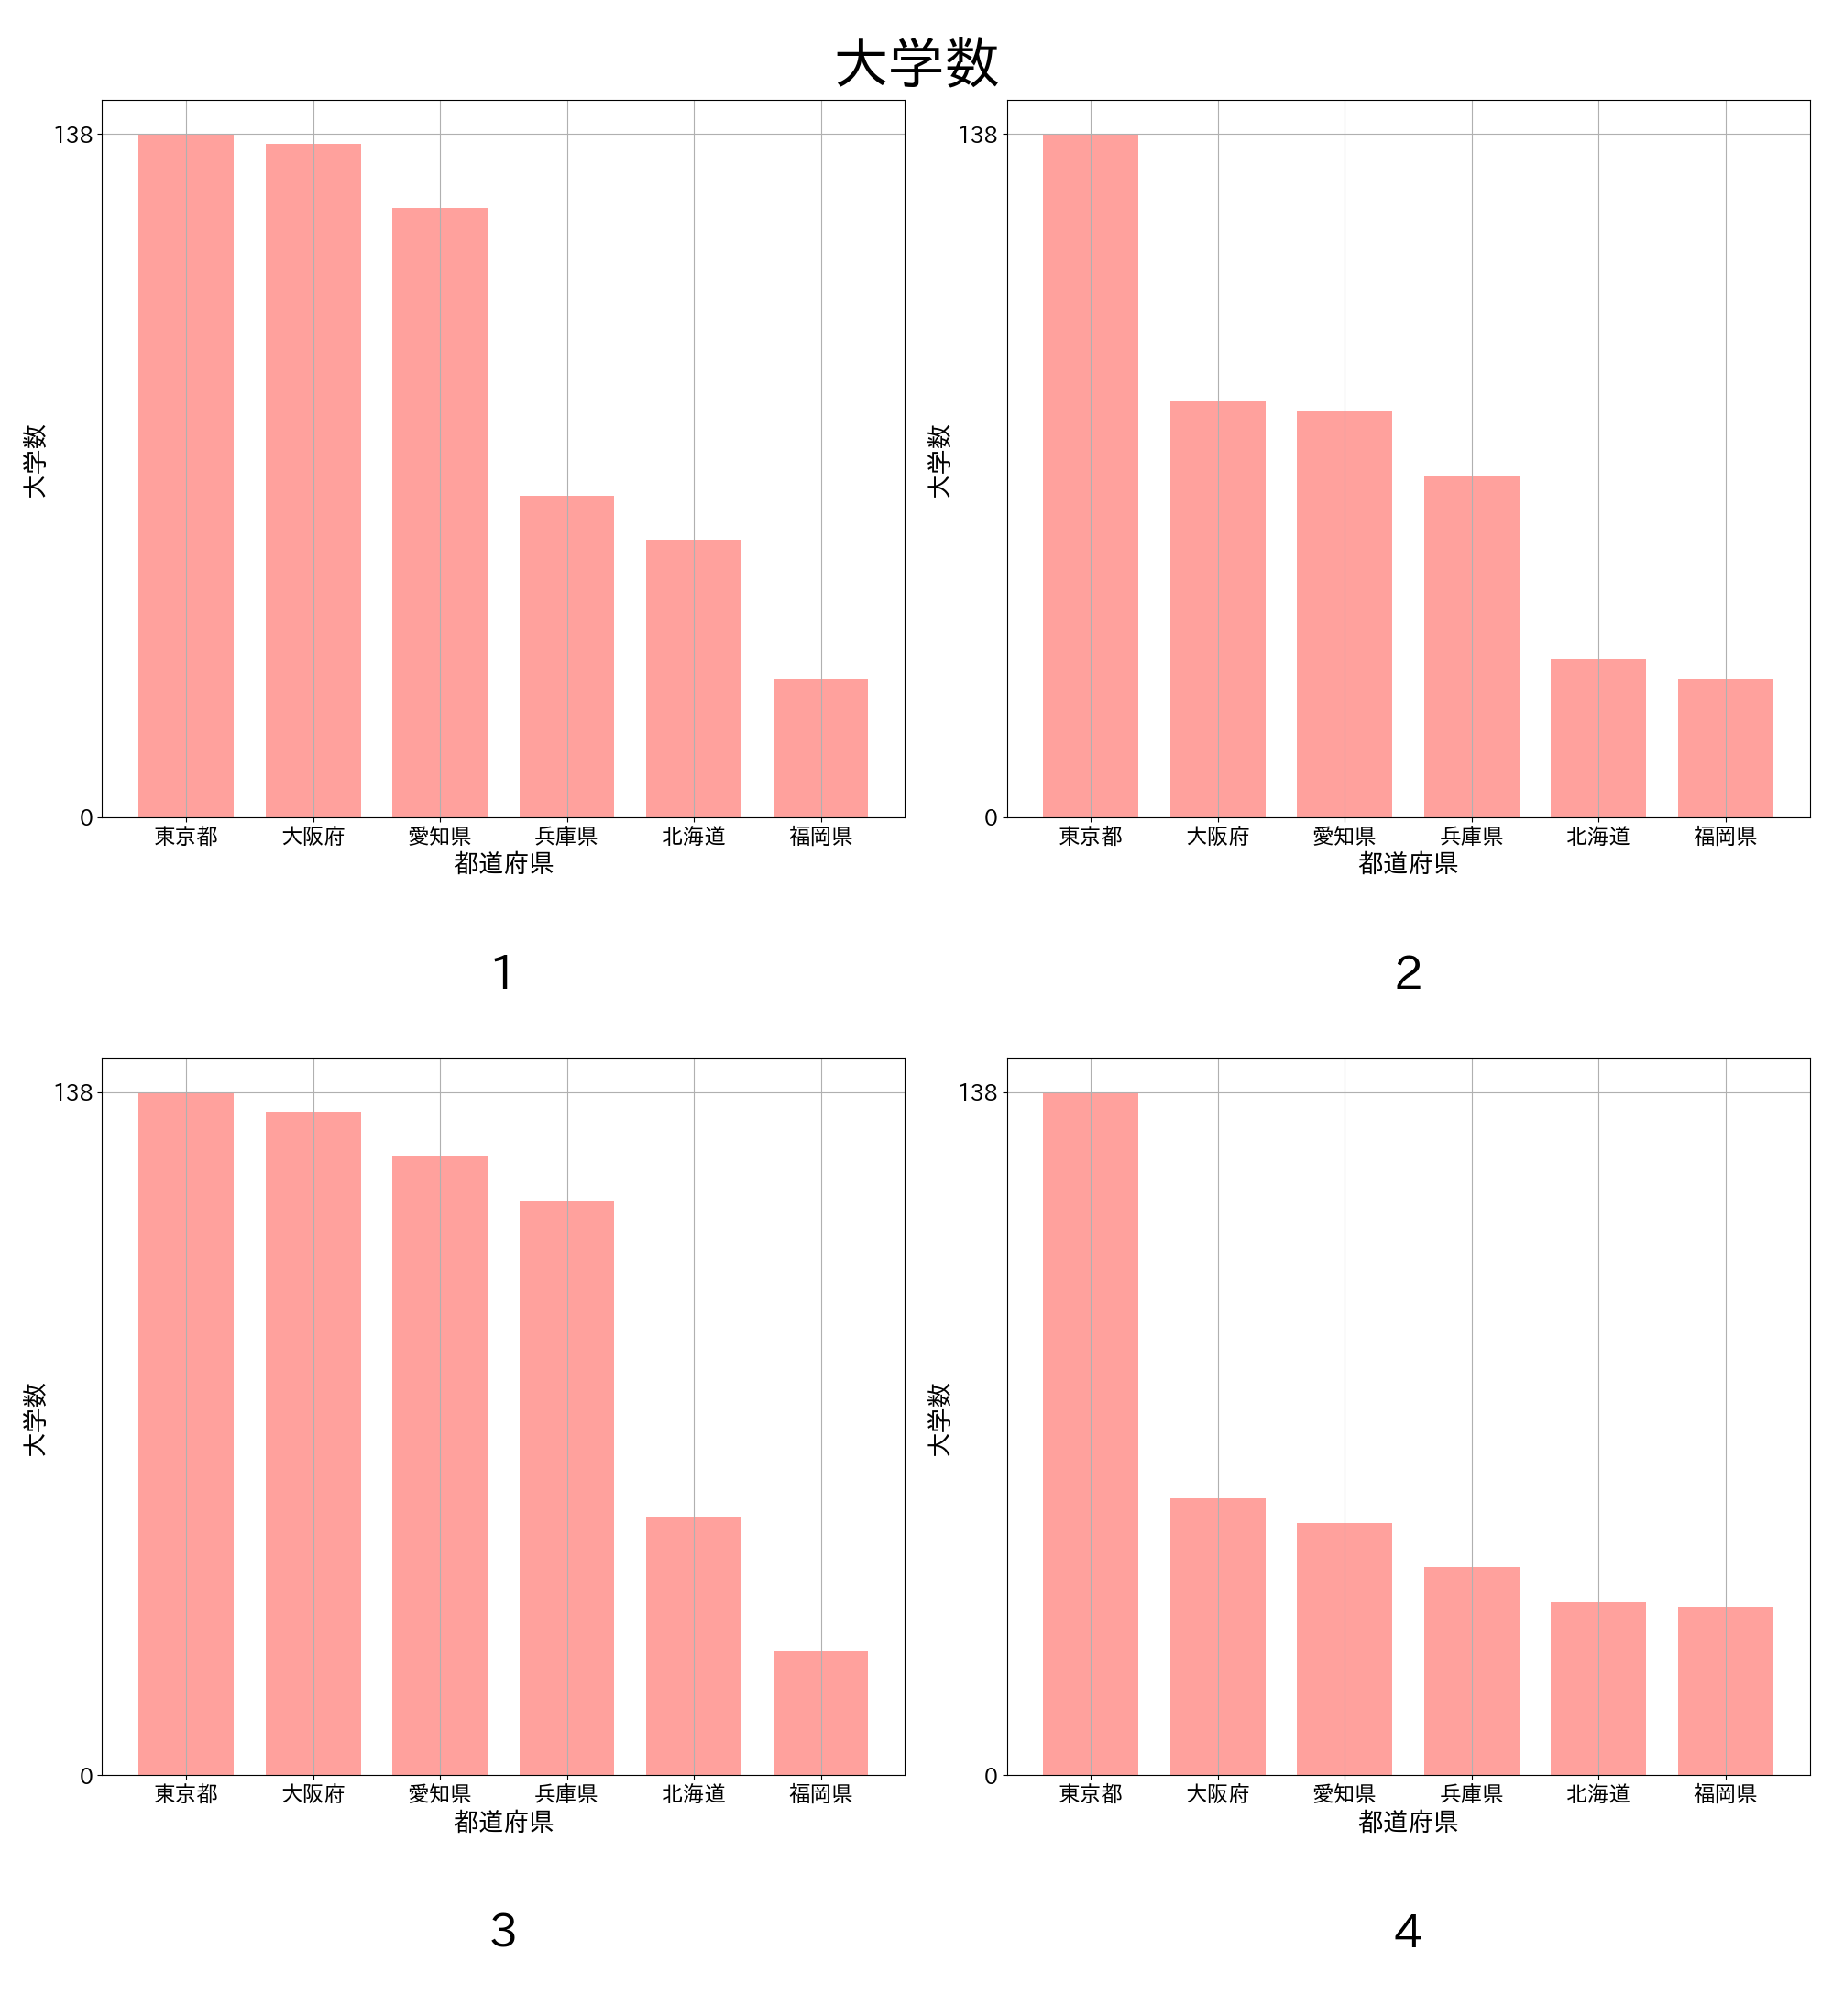 大学数
138
0
大学数
東京都 大阪府 愛知県 兵庫県 北海道 福岡県
都道府県
1
138
0
大学数
東京都 大阪府 愛知県 兵庫県 北海道 福岡県
都道府県
2
138
0
大学数
東京都 大阪府 愛知県 兵庫県 北海道 福岡県
都道府県
3
138
0
大学数
東京都 大阪府 愛知県 兵庫県 北海道 福岡県
都道府県
4